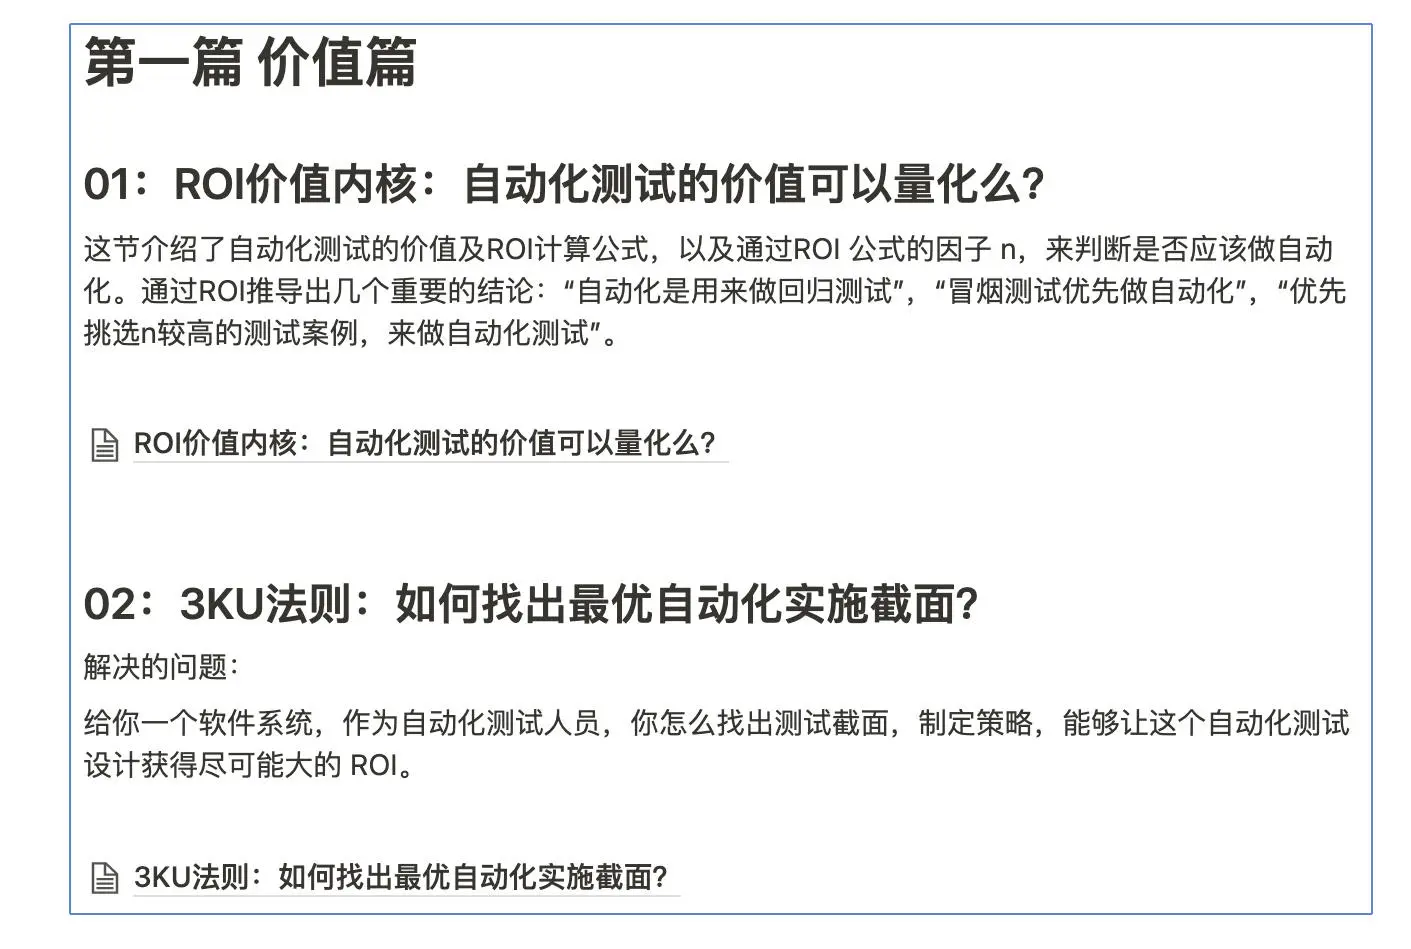 第一篇 价值篇
01：ROI价值内核：自动化测试的价值可以量化么?
这节介绍了自动化测试的价值及ROI计算公式，以及通过ROI 公式的因子 n，来判断是否应该做自动
化。通过ROI推导出几个重要的结论：“自动化是用来做回归测试”，“冒烟测试优先做自动化”，“优先
挑选n较高的测试案例，来做自动化测试”。
ROI价值内核：自动化测试的价值可以量化么?
02：3KU法则：如何找出最优自动化实施截面?
解决的问题：
给你一个软件系统，作为自动化测试人员，你怎么找出测试截面，制定策略，能够让这个自动化测试
设计获得尽可能大的 ROI。
3KU法则：如何找出最优自动化实施截面?